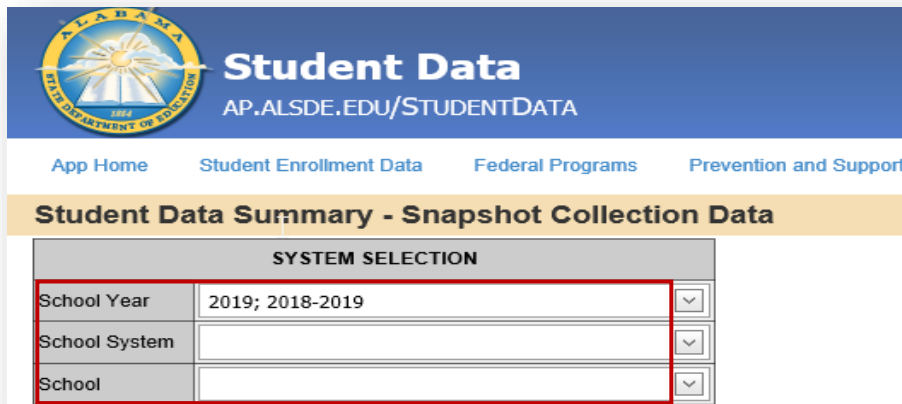 ALABAMA
STATE DEPARTMENT OF EDUCATION
Student Data
AP.ALSDE.EDU/STUDENTDATA
App Home Student Enrollment Data Federal Programs Prevention and Support
Student Data Summary - Snapshot Collection Data
SYSTEM SELECTION
School Year 2019; 2018-2019
School System
School